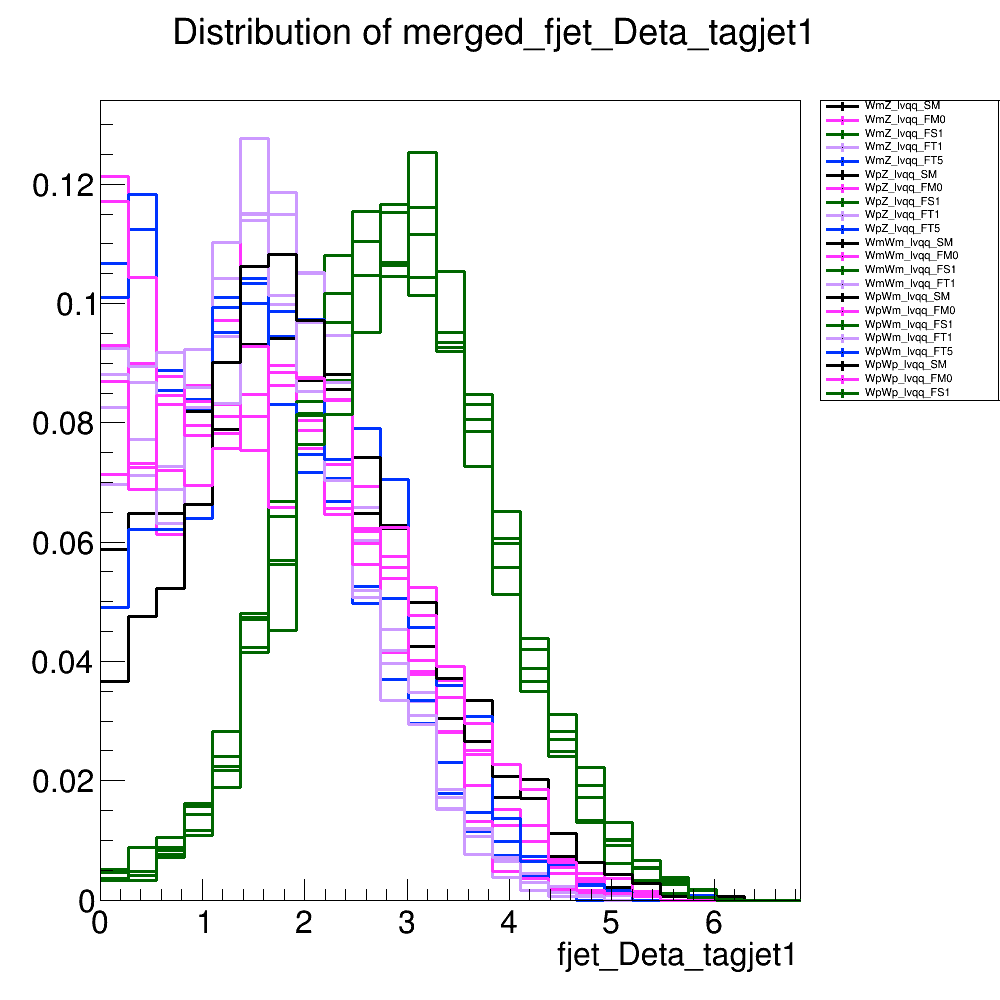 Distribution of merged_fjet_Deta_tagjet1
WmZ_lvqq_SM
WmZ_lvqq_FM0
WmZ_lvqq_FS1
WmZ_lvqq_FT1
WmZ_lvqq_FT5
WpZ_lvqq_SM
WpZ_lvqq_FM0
WpZ_lvqq_FS1
WpZ_lvqq_FT1
WpZ_lvqq_FT5
WmWm_lvqq_SM
WmWm_lvqq_FM0
WmWm_lvqq_FS1
WmWm_lvqq_FT1
WpWm_lvqq_SM
WpWm_lvqq_FM0
WpWm_lvqq_FS1
WpWm_lvqq_FT1
WpWm_lvqq_FT5
WpWp_lvqq_SM
WpWp_lvqq_FM0
WpWp_lvqq_FS1
0.12
0.1
0.08
0.06
0.04
0.02
0
0 1 2 3 4 5 6
fjet_Deta_tagjet1